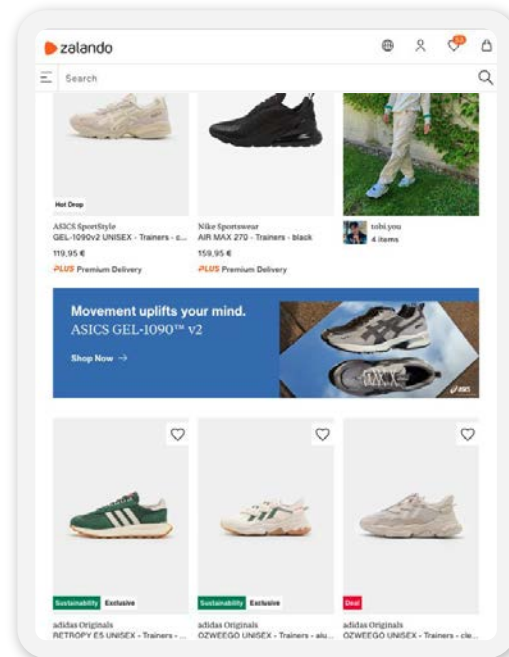 zalando
Search
Hot Drop
ASICS SportStyle
GEL-1090v2 UNISEX - Trainers - c...
119,95 €
PLUS Premium Delivery
Nike Sportswear
AIR MAX 270 - Trainers - black
159,95 €
PLUS Premium Delivery
tobi.you
4 items
Movement uplifts your mind.
ASICS GEL-1090™ v2
Shop Now →
asics
Sustainability Exclusive
adidas Originals
RETROPY E5 UNISEX - Trainers - ...
Sustainability Exclusive
adidas Originals
OZWEEGO UNISEX - Trainers - alu...
Deal
adidas Originals
OZWEEGO UNISEX - Trainers - cle...